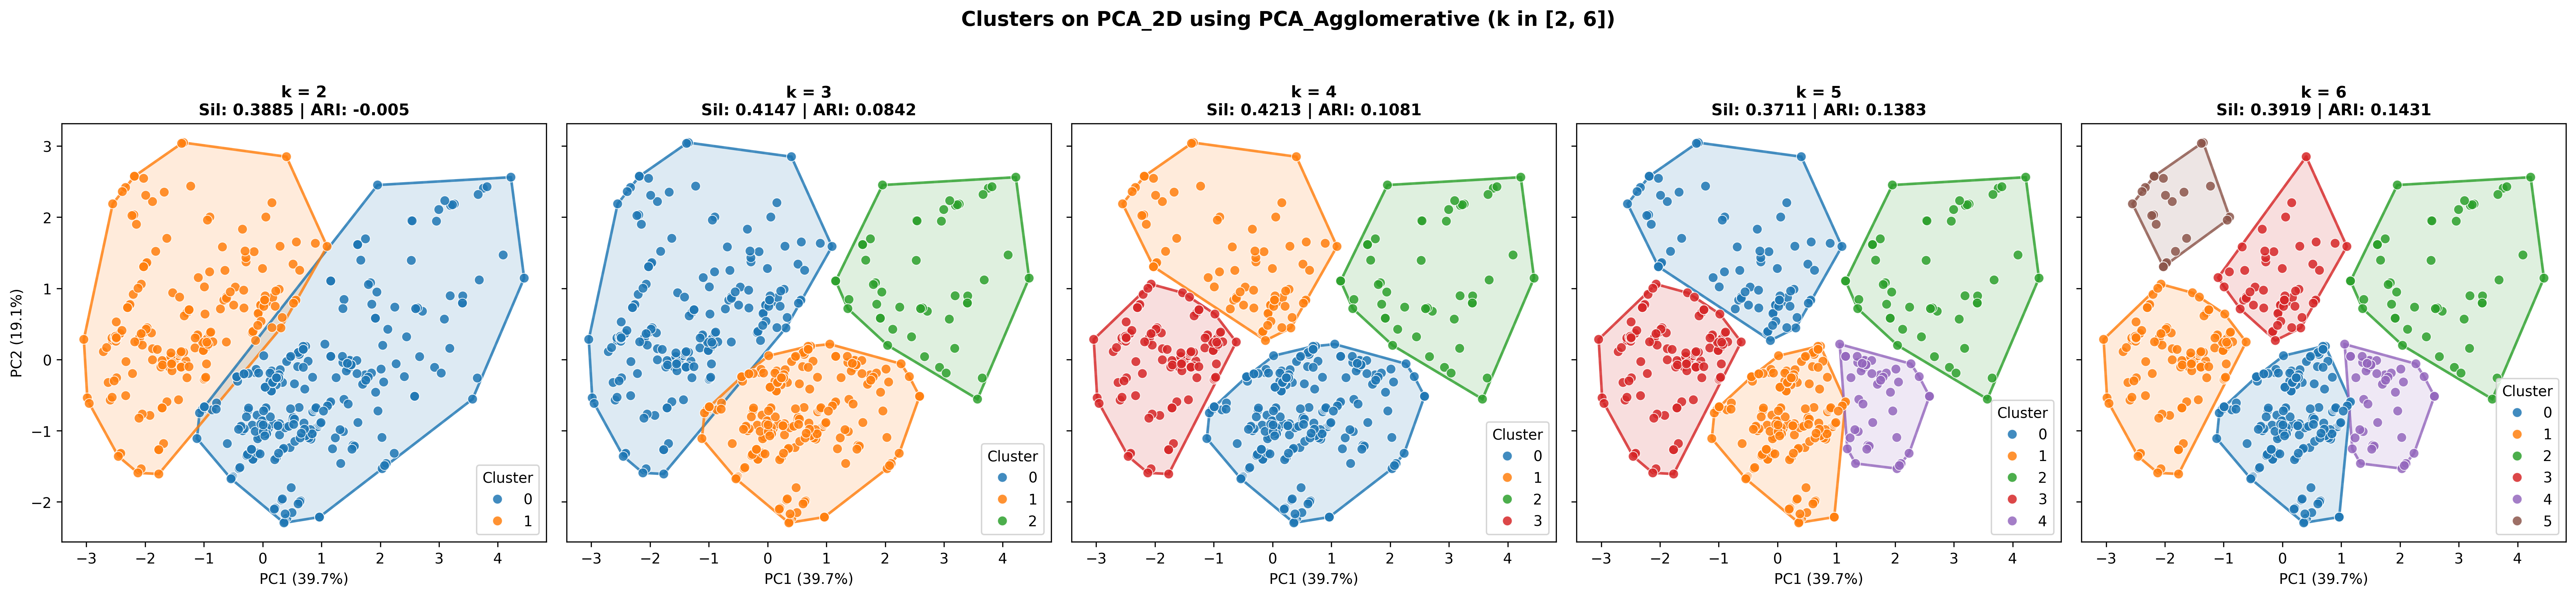 Clusters on PCA_2D using PCA_Agglomerative (k in [2, 6])
k = 2
Sil: 0.3885 | ARI: -0.005
PC2 (19.1%)
3
2
1
0
−1
−2
−3 −2 −1 0 1 2 3 4
PC1 (39.7%)
Cluster
0
1
k = 3
Sil: 0.4147 | ARI: 0.0842
−3 −2 −1 0 1 2 3 4
PC1 (39.7%)
Cluster
0
1
2
k = 4
Sil: 0.4213 | ARI: 0.1081
−3 −2 −1 0 1 2 3 4
PC1 (39.7%)
Cluster
0
1
2
3
k = 5
Sil: 0.3711 | ARI: 0.1383
−3 −2 −1 0 1 2 3 4
PC1 (39.7%)
Cluster
0
1
2
3
4
k = 6
Sil: 0.3919 | ARI: 0.1431
−3 −2 −1 0 1 2 3 4
PC1 (39.7%)
Cluster
0
1
2
3
4
5